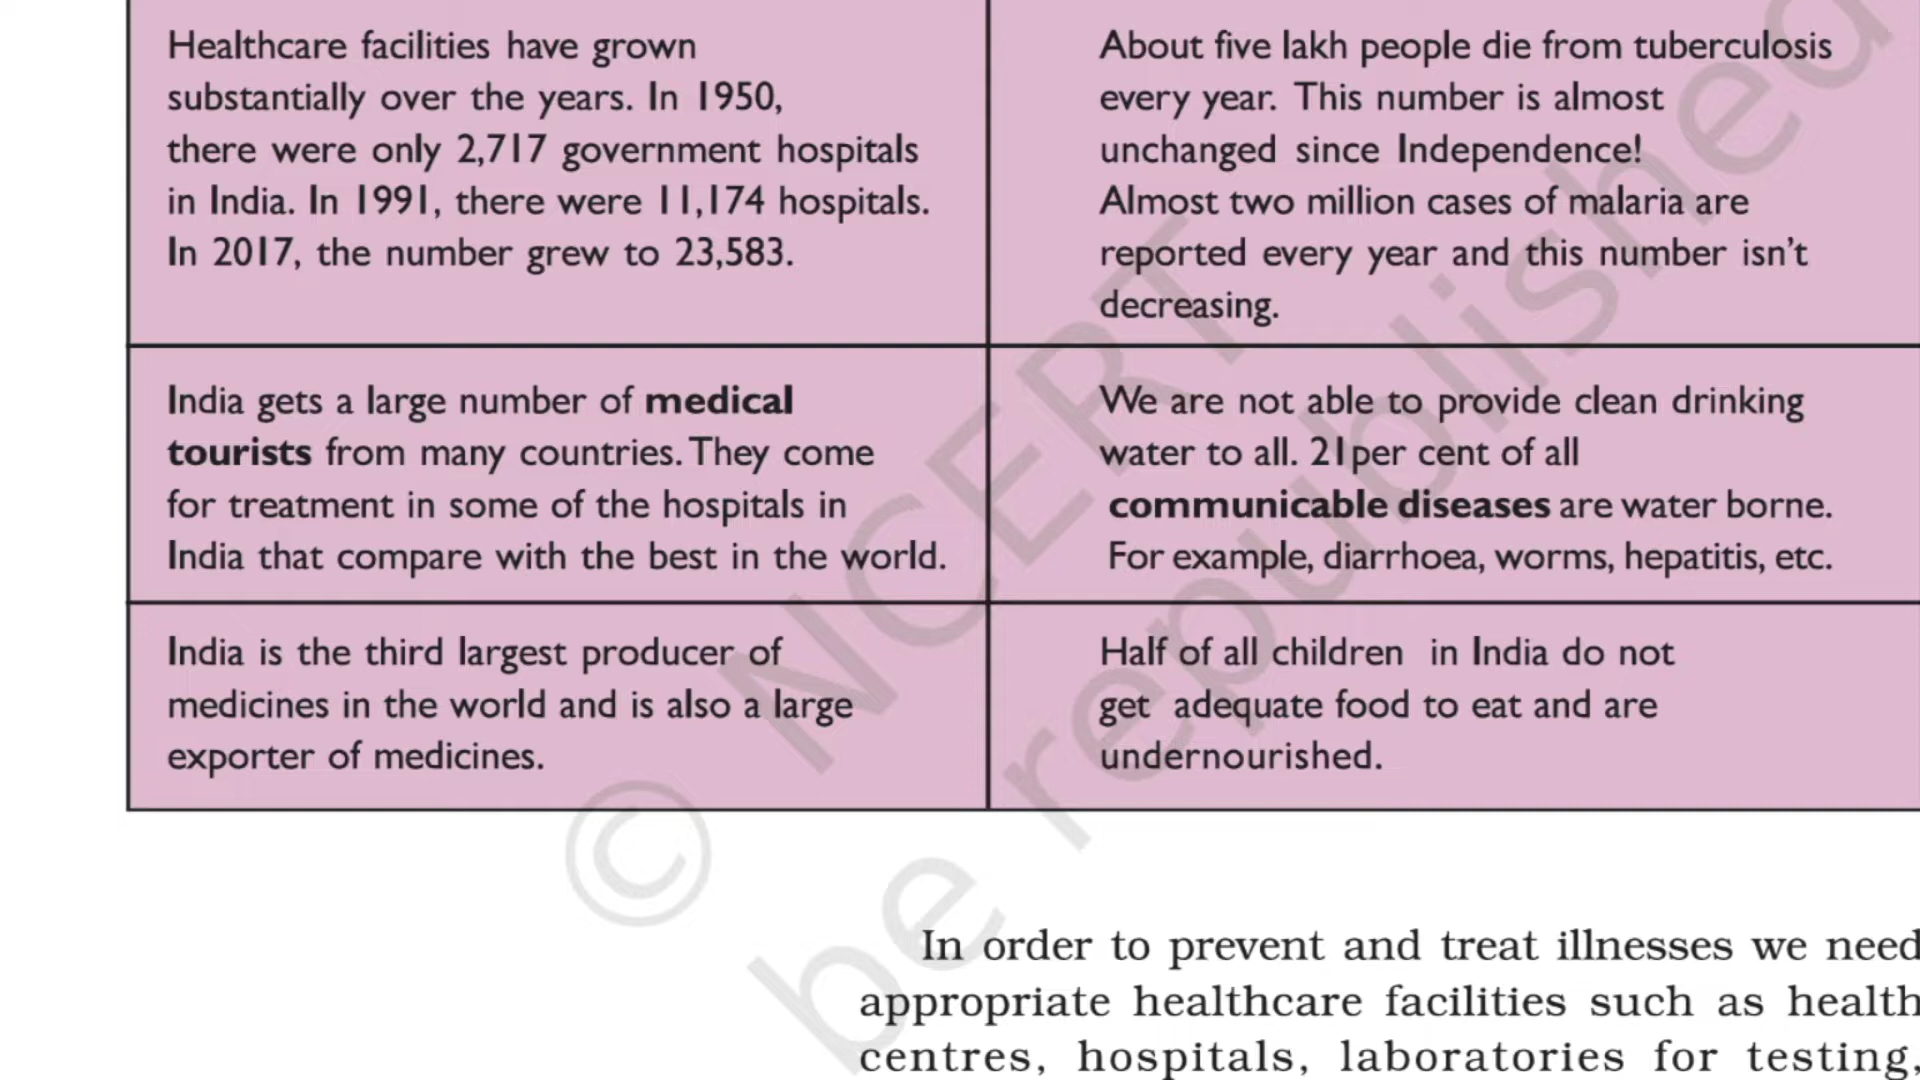 Healthcare facilities have grown
substantially over the years. In 1950,
there were only 2,717 government hospitals
in India. In 1991, there were 11,174 hospitals.
In 2017, the number grew to 23,583.
About five lakh people die from tuberculosis
every year. This number is almost
unchanged since Independence!
Almost two million cases of malaria are
reported every year and this number isn't
decreasing.
India gets a large number of medical
tourists from many countries. They come
for treatment in some of the hospitals in
India that compare with the best in the world.
We are not able to provide clean drinking
water to all. 21per cent of all
communicable diseases are water borne.
For example, diarrhoea, worms, hepatitis, etc.
India is the third largest producer of
medicines in the world and is also a large
exporter of medicines.
Half of all children in India do not
get adequate food to eat and are
undernourished.
In order to prevent and treat illnesses we need
appropriate healthcare facilities such as health
centres, hospitals, laboratories for testing,
© NCERT
be republished